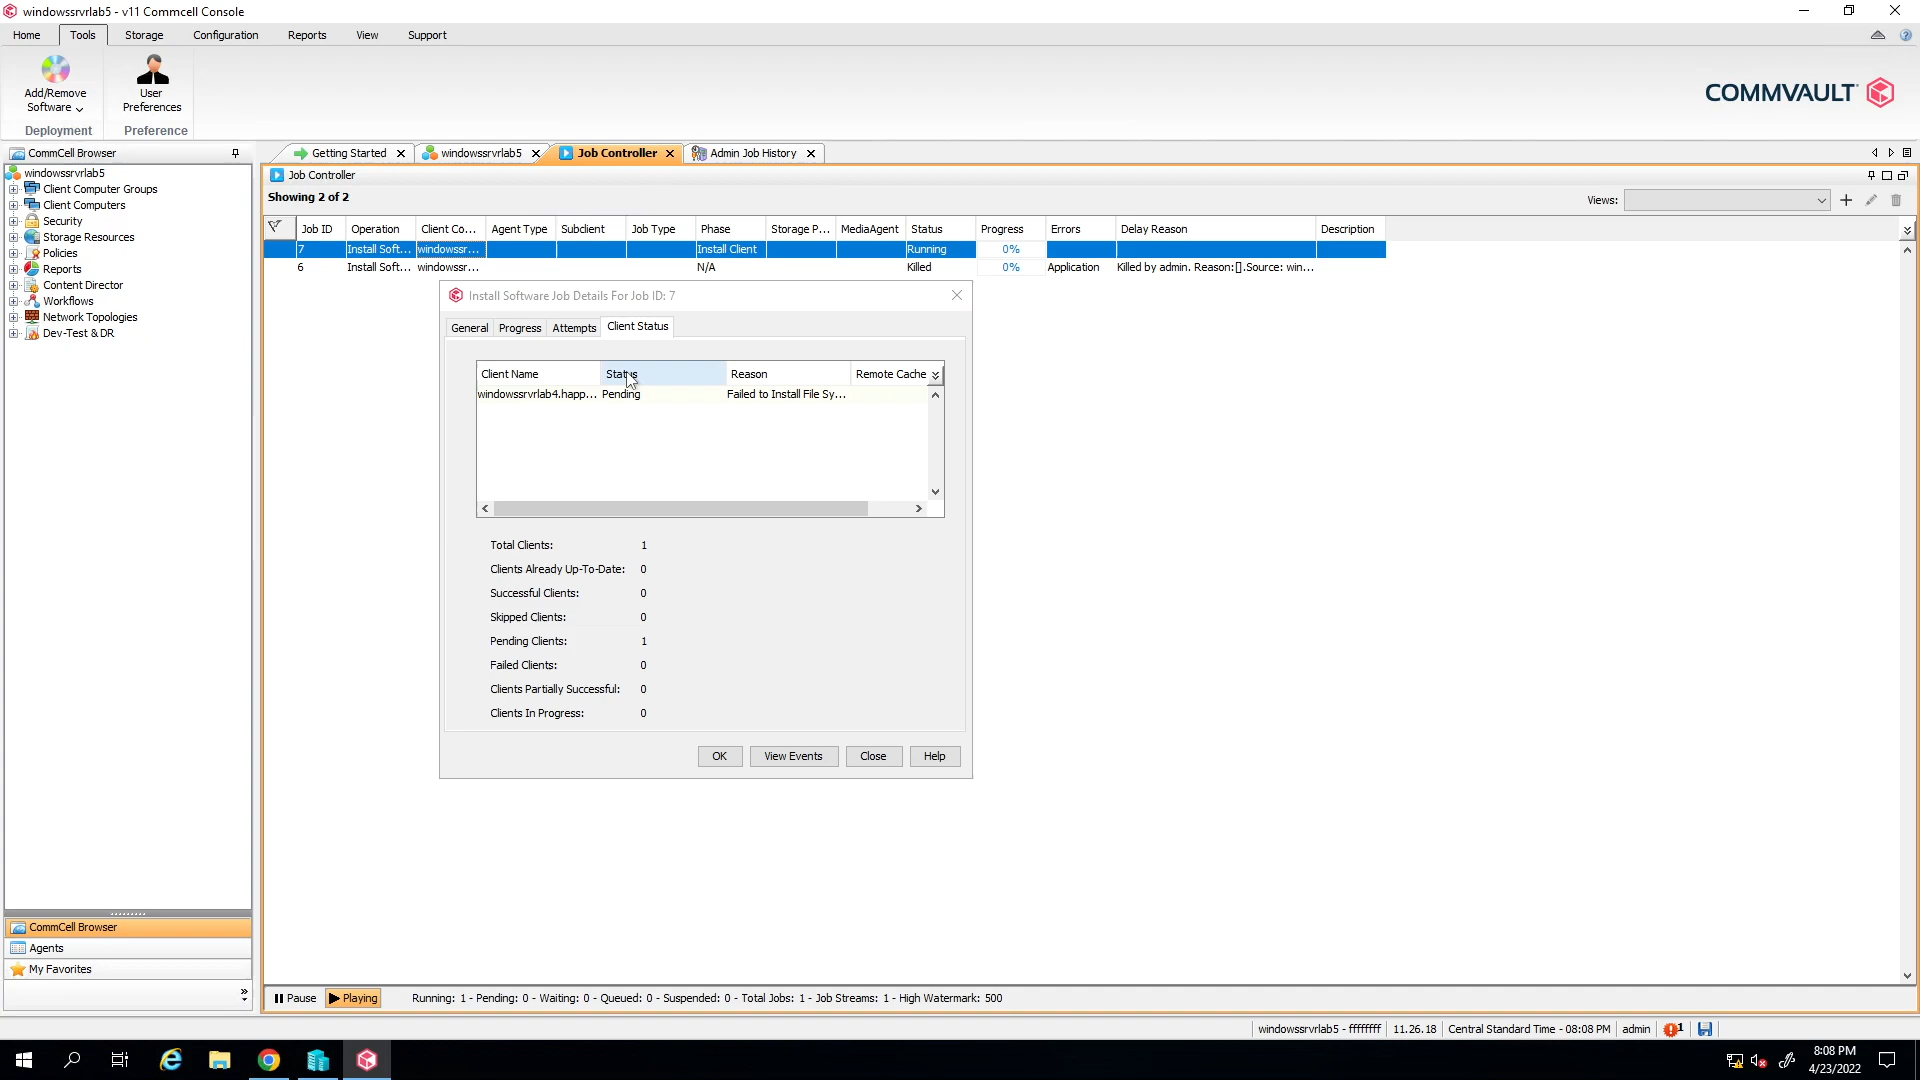 windowssrvrlab5 - v11 Commcell Console
Home Tools Storage Configuration Reports View Support
Add/Remove
Software
User
Preferences
Deployment Preference
COMMVAULT
CommCell Browser
Getting Started windowssrvrlab5 Job Controller Admin Job History
windowssrvrlab5
Client Computer Groups
Client Computers
Security
Storage Resources
Policies
Reports
Content Director
Workflows
Network Topologies
Dev-Test & DR
Job Controller
Showing 2 of 2
Views:
Job ID Operation Client Co... Agent Type Subclient Job Type Phase Storage P... MediaAgent Status Progress Errors Delay Reason Description
7 Install Soft... windowssr... Install Client Running 0%
6 Install Soft... windowssr... N/A Killed 0% Application Killed by admin. Reason:[].Source: win...
Install Software Job Details For Job ID: 7
General Progress Attempts Client Status
Client Name Status Reason Remote Cache
windowssrvrlab4.happ... Pending Failed to Install File Sy...
Total Clients: 1
Clients Already Up-To-Date: 0
Successful Clients: 0
Skipped Clients: 0
Pending Clients: 1
Failed Clients: 0
Clients Partially Successful: 0
Clients In Progress: 0
OK View Events Close Help
CommCell Browser
Agents
My Favorites
Pause Playing Running: 1 - Pending: 0 - Waiting: 0 - Queued: 0 - Suspended: 0 - Total Jobs: 1 - Job Streams: 1 - High Watermark: 500
windowssrvrlab5 - ffffffff 11.26.18 Central Standard Time - 08:08 PM admin 1
8:08 PM
4/23/2022